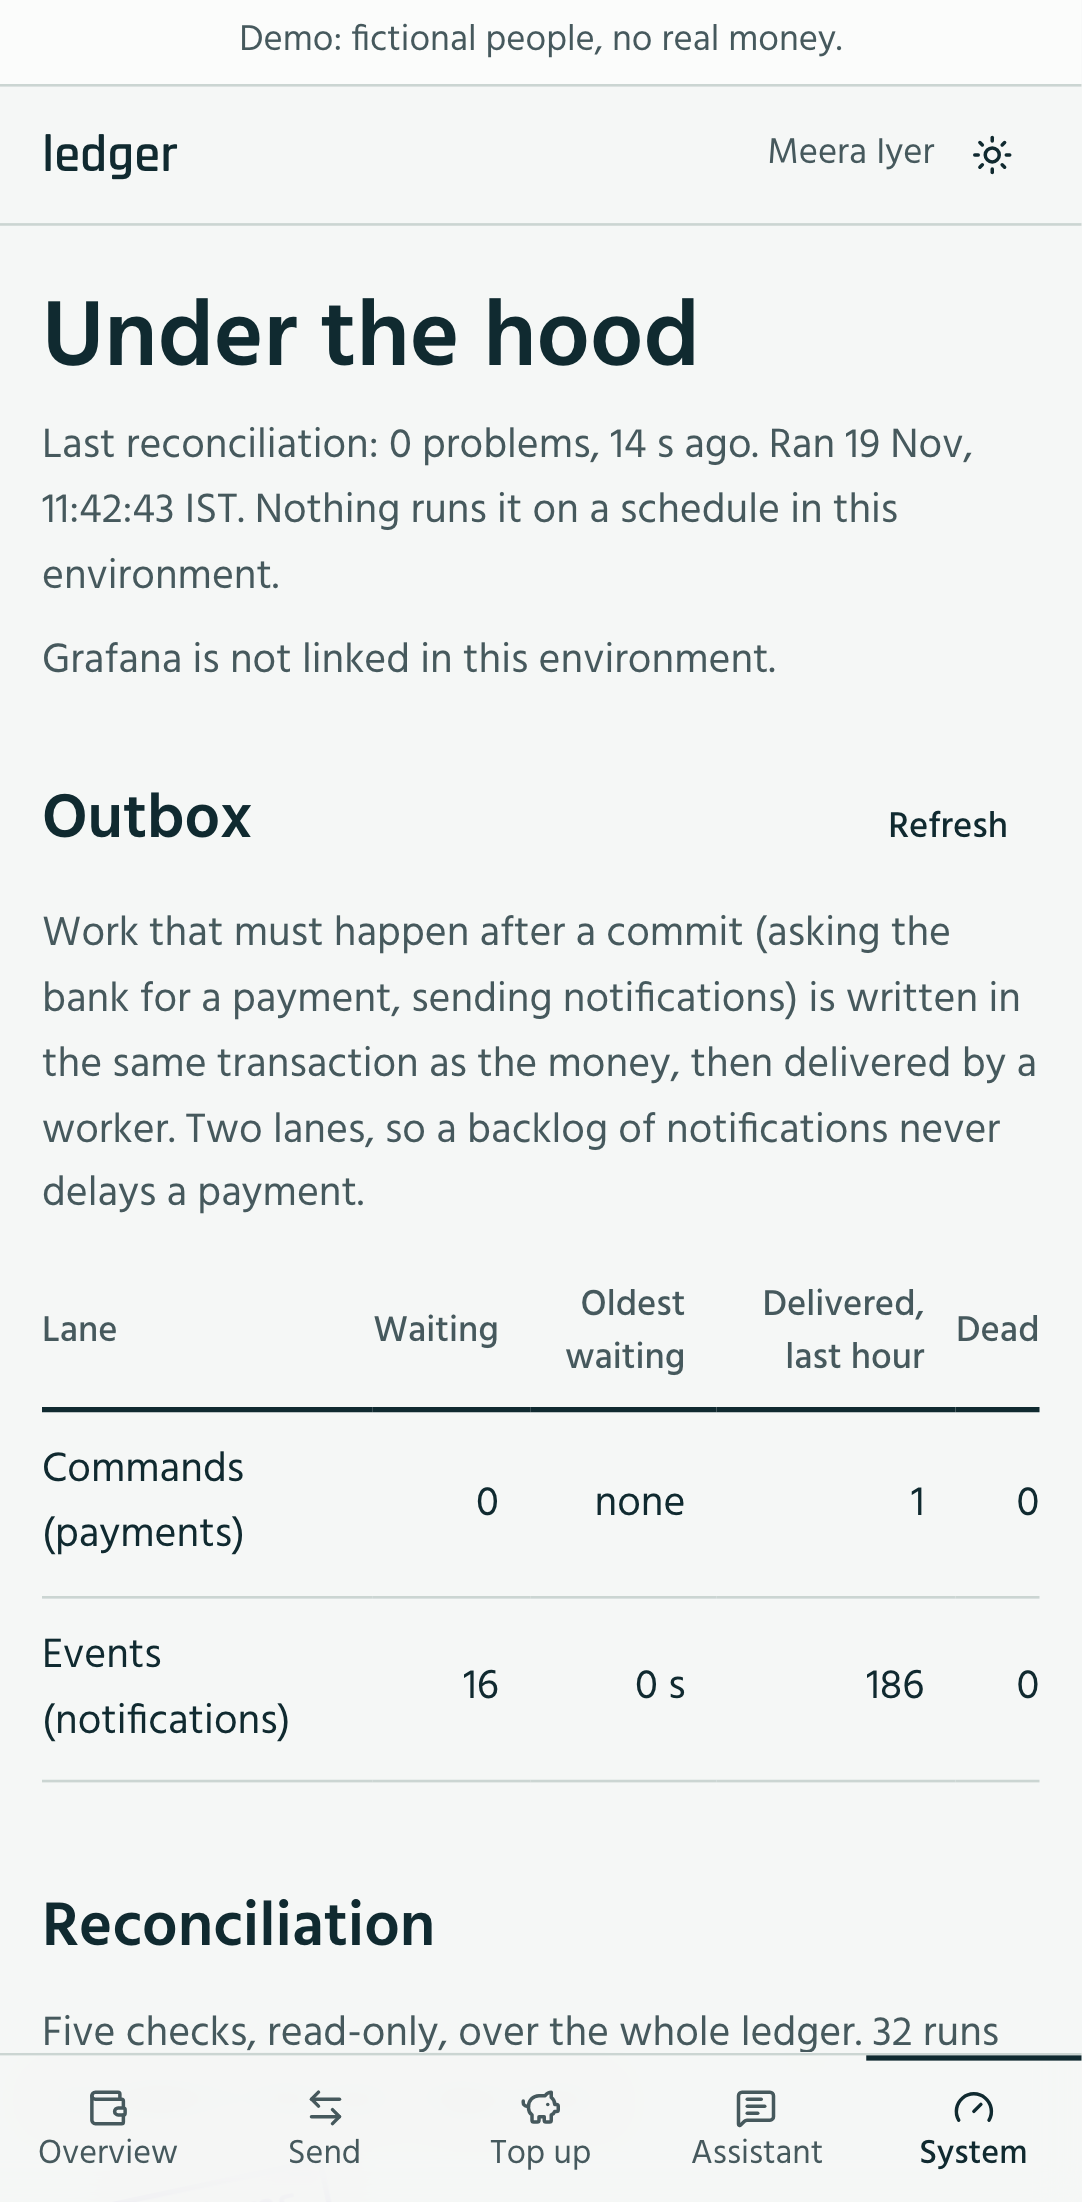 Demo: fictional people, no real money.
ledger
Meera Iyer
Under the hood
Last reconciliation: 0 problems, 14 s ago. Ran 19 Nov,
11:42:43 IST. Nothing runs it on a schedule in this
environment.
Grafana is not linked in this environment.
Outbox
Refresh
Work that must happen after a commit (asking the
bank for a payment, sending notifications) is written in
the same transaction as the money, then delivered by a
worker. Two lanes, so a backlog of notifications never
delays a payment.
Lane Waiting Oldest waiting Delivered, last hour Dead
Commands (payments) 0 none 1 0
Events (notifications) 16 0 s 186 0
Reconciliation
Five checks, read-only, over the whole ledger. 32 runs
Overview Send Top up Assistant System